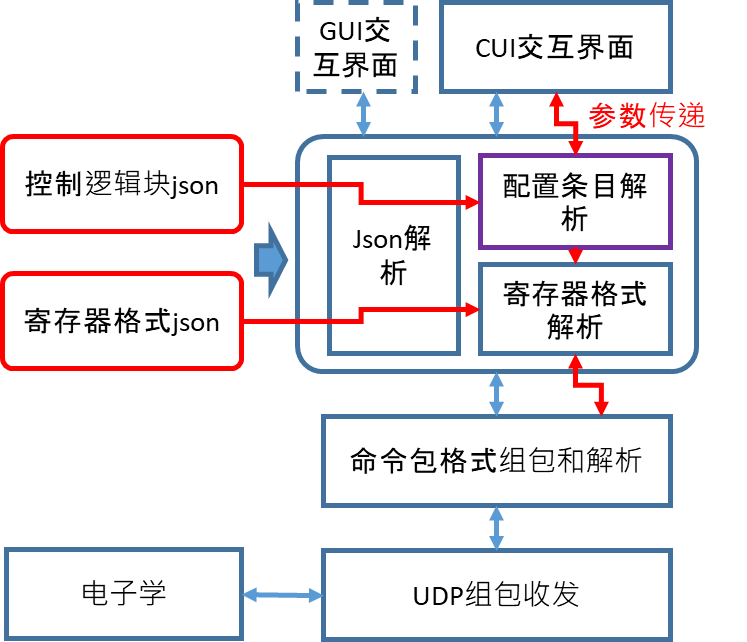 GUI交
互界面
CUI交互界面
参数传递
控制逻辑块json
配置条目解
析
Json解
析
寄存器格式json
寄存器格式
解析
命令包格式组包和解析
电子学
UDP组包收发